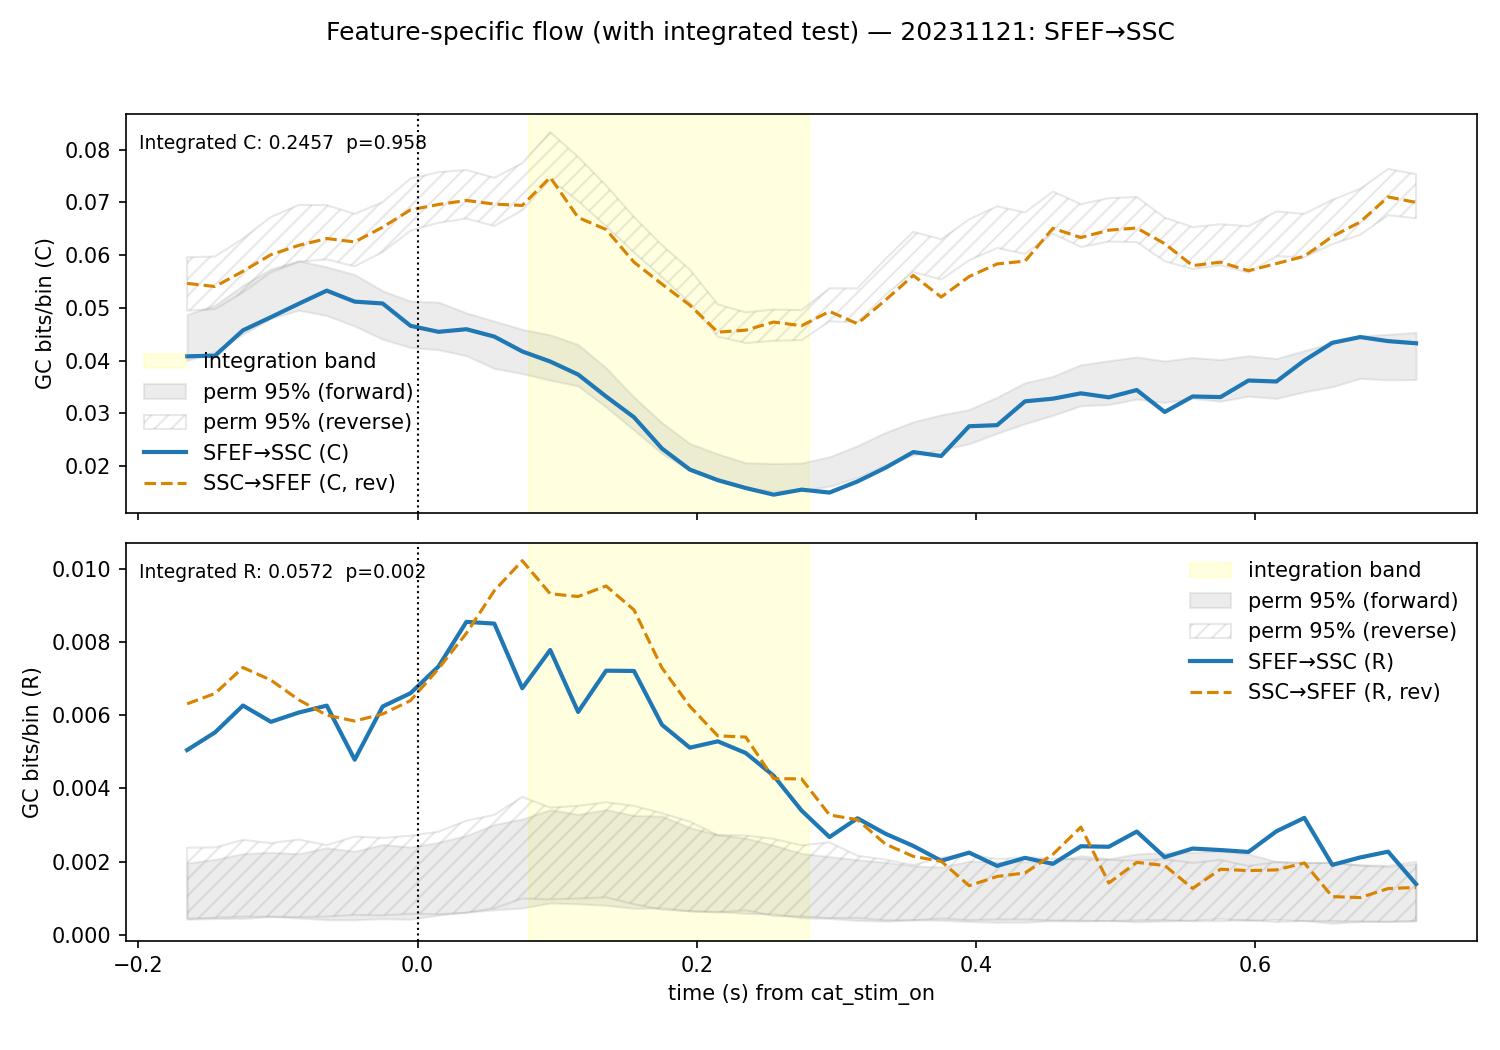 Feature-specific flow (with integrated test) — 20231121: SFEF→SSC
Integrated C: 0.2457  p=0.958
0.08
0.07
0.06
0.05
0.04
0.03
0.02
GC bits/bin (C)
integration band
perm 95% (forward)
perm 95% (reverse)
SFEF→SSC (C)
SSC→SFEF (C, rev)
Integrated R: 0.0572  p=0.002
0.010
0.008
0.006
0.004
0.002
0.000
GC bits/bin (R)
integration band
perm 95% (forward)
perm 95% (reverse)
SFEF→SSC (R)
SSC→SFEF (R, rev)
−0.2 0.0 0.2 0.4 0.6
time (s) from cat_stim_on